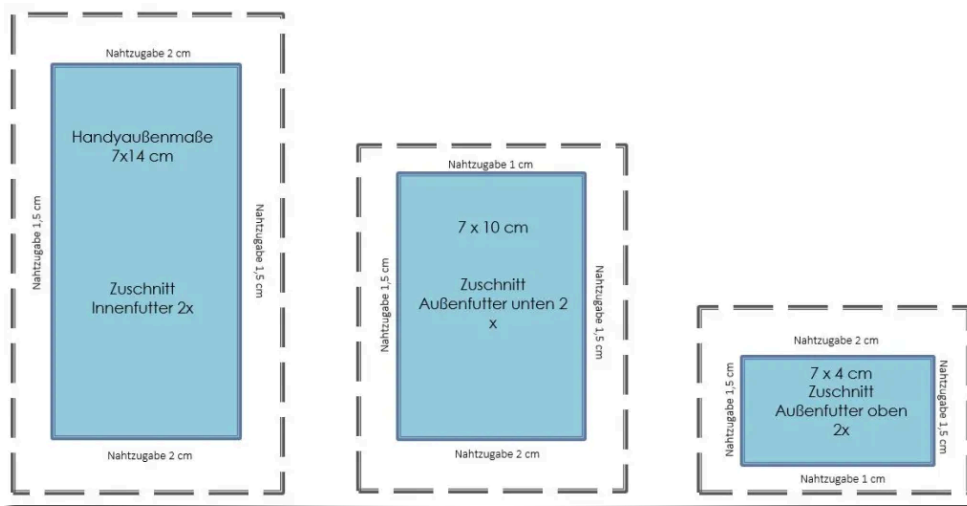 Nahtzugabe 2 cm
Handyaußenmaße
7x14 cm
Nahtzugabe 1,5 cm
Nahtzugabe 1,5 cm
Zuschnitt
Innenfutter 2x
Nahtzugabe 2 cm
Nahtzugabe 1 cm
7 x 10 cm
Nahtzugabe 1,5 cm
Nahtzugabe 1,5 cm
Zuschnitt
Außenfutter unten 2
x
Nahtzugabe 2 cm
Nahtzugabe 2 cm
Nahtzugabe 1,5 cm
Nahtzugabe 1,5 cm
7 x 4 cm
Zuschnitt
Außenfutter oben
2x
Nahtzugabe 1 cm